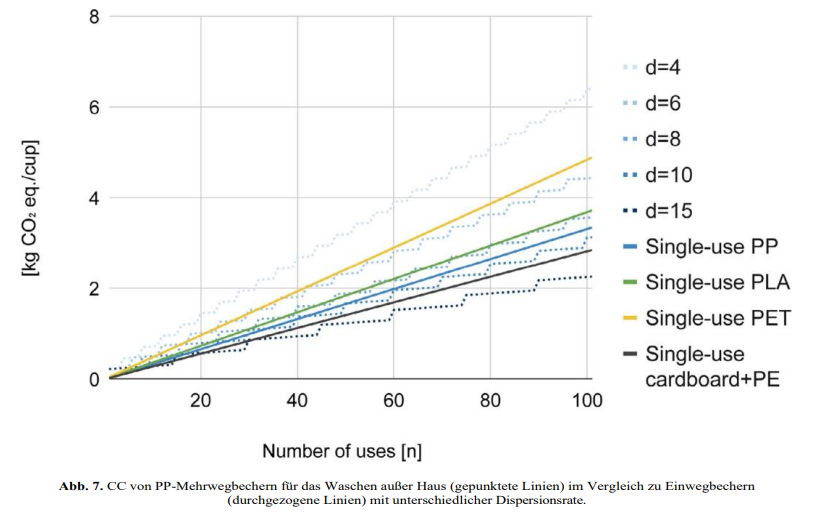 8
6
4
2
0
[kg CO₂ eq./cup]
20
40
60
80
100
Number of uses [n]
d=4
d=6
d=8
d=10
d=15
Single-use PP
Single-use PLA
Single-use PET
Single-use
cardboard+PE
Abb. 7. CC von PP-Mehrwegbechern für das Waschen außer Haus (gepunktete Linien) im Vergleich zu Einwegbechern
(durchgezogene Linien) mit unterschiedlicher Dispersionsrate.